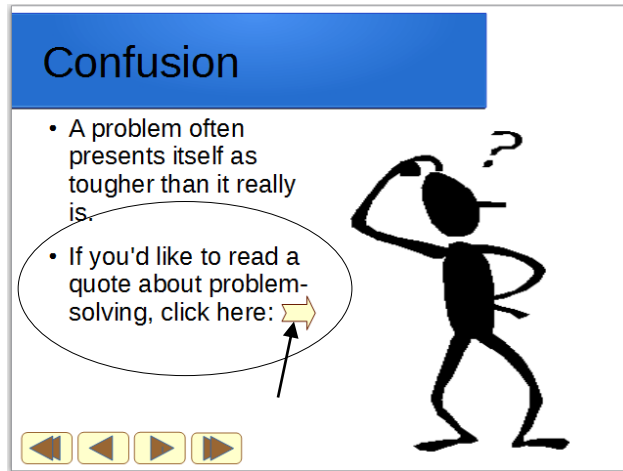 Confusion
• A problem often
presents itself as
tougher than it really
is.
• If you'd like to read a
quote about problem-
solving, click here:
?